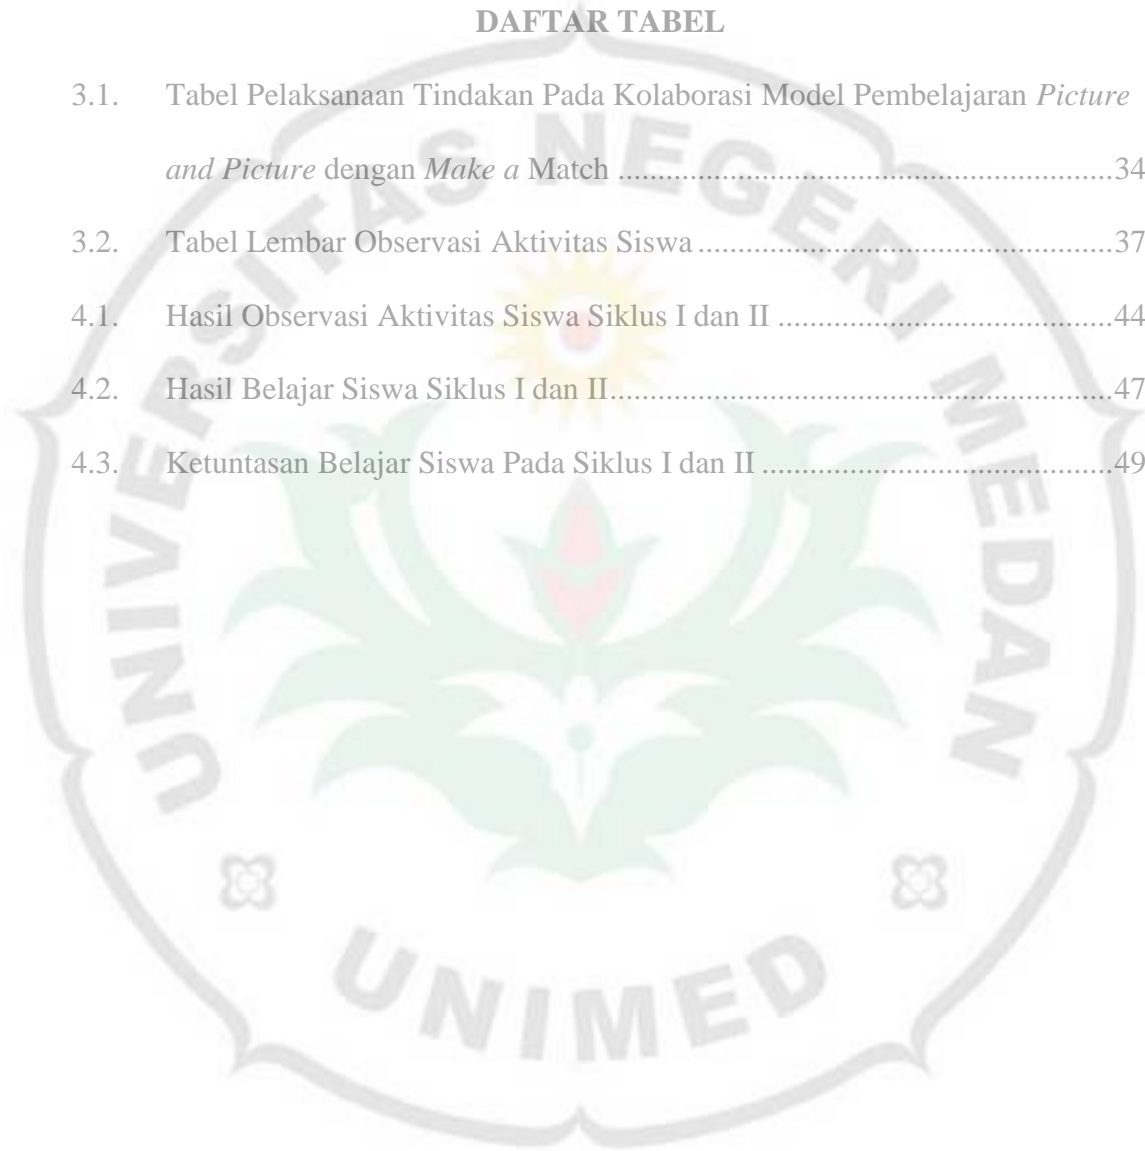 DAFTAR TABEL
3.1. Tabel Pelaksanaan Tindakan Pada Kolaborasi Model Pembelajaran Picture
and Picture dengan Make a Match ..............................................................34
3.2. Tabel Lembar Observasi Aktivitas Siswa ....................................................37
4.1. Hasil Observasi Aktivitas Siswa Siklus I dan II ..........................................44
4.2. Hasil Belajar Siswa Siklus I dan II...............................................................47
4.3. Ketuntasan Belajar Siswa Pada Siklus I dan II ............................................49
UNIVERSITAS NEGERI MEDAN
UNIMED